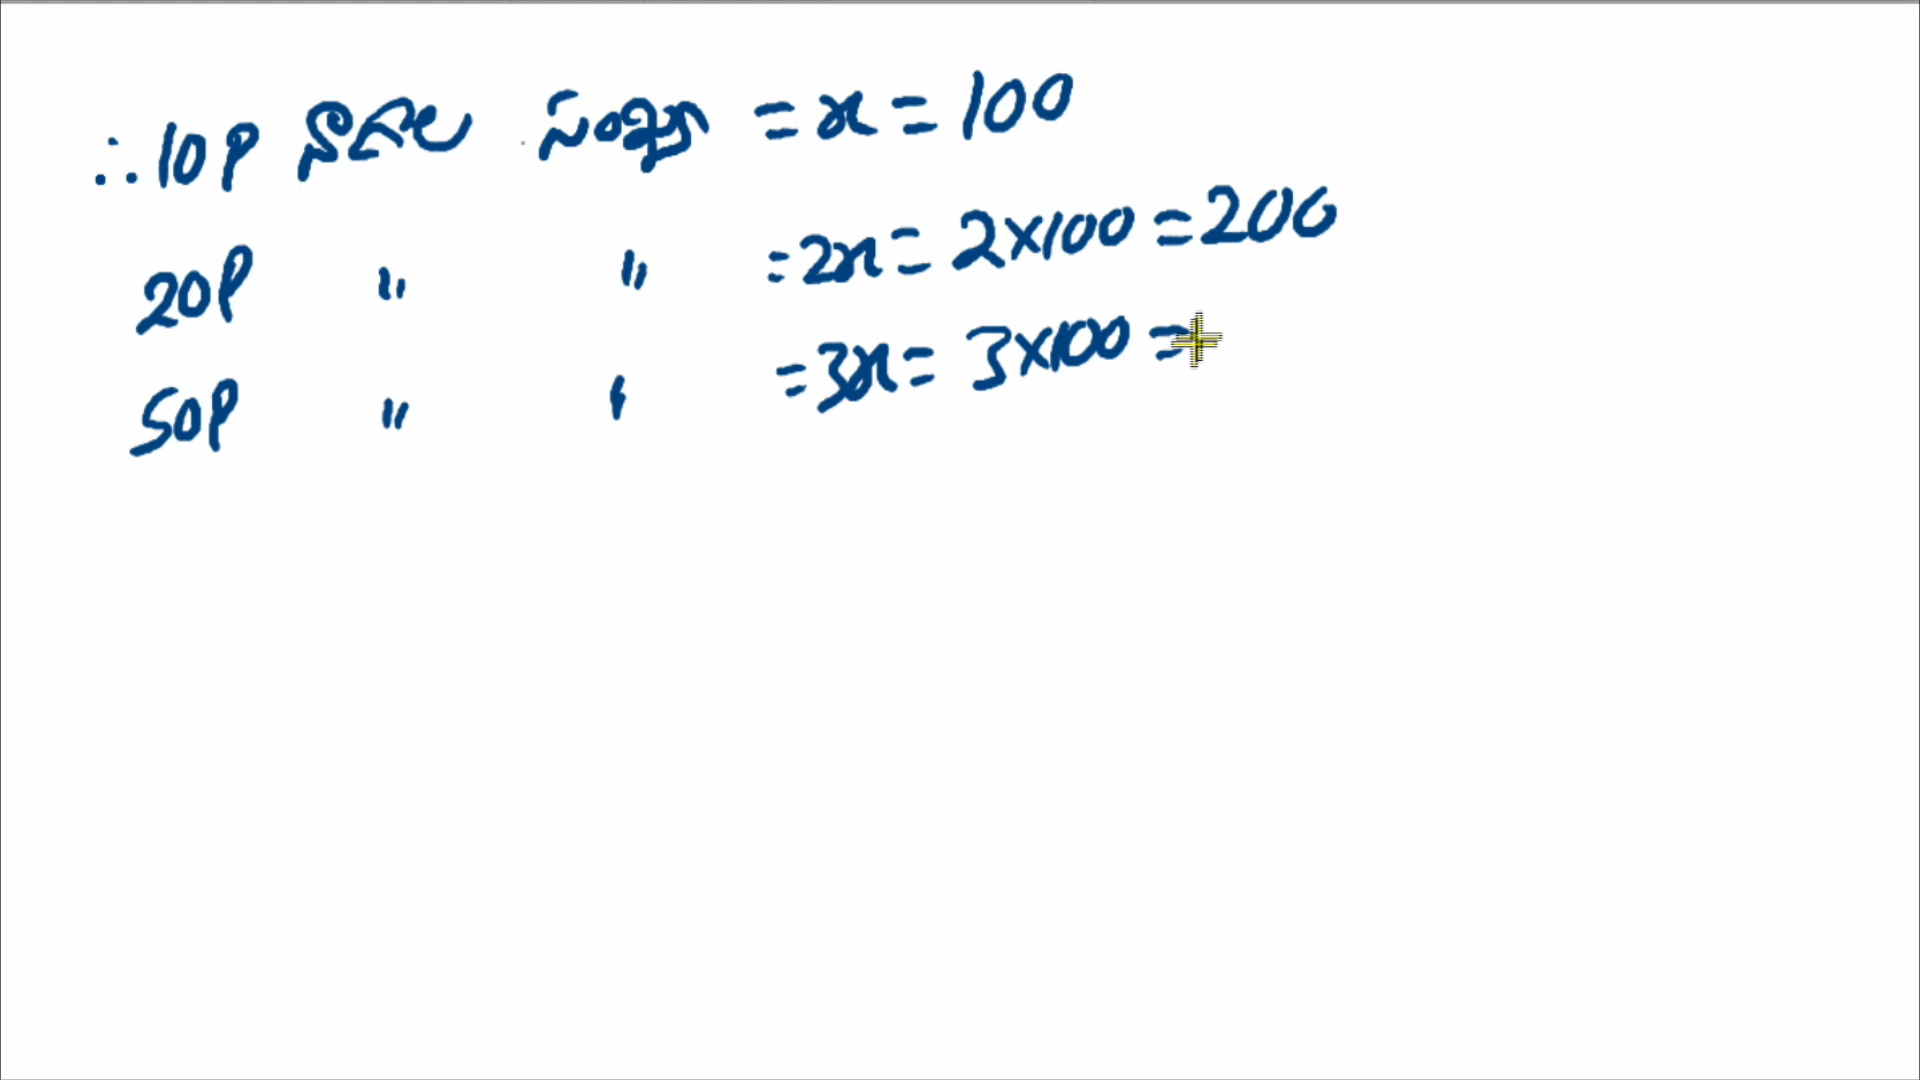 ∴ 10P నాణేల సంఖ్య = x = 100
20P " " = 2x = 2×100 = 200
50P " " = 3x = 3×100 =